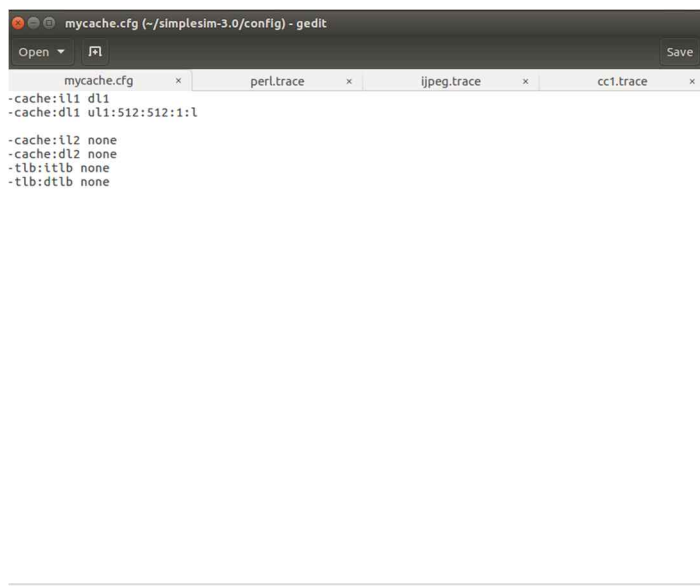 mycache.cfg (~/simplesim-3.0/config) - gedit
Open Save
mycache.cfg × perl.trace × ijpeg.trace × cc1.trace ×
-cache:il1 dl1
-cache:dl1 ul1:512:512:1:l
-cache:il2 none
-cache:dl2 none
-tlb:itlb none
-tlb:dtlb none